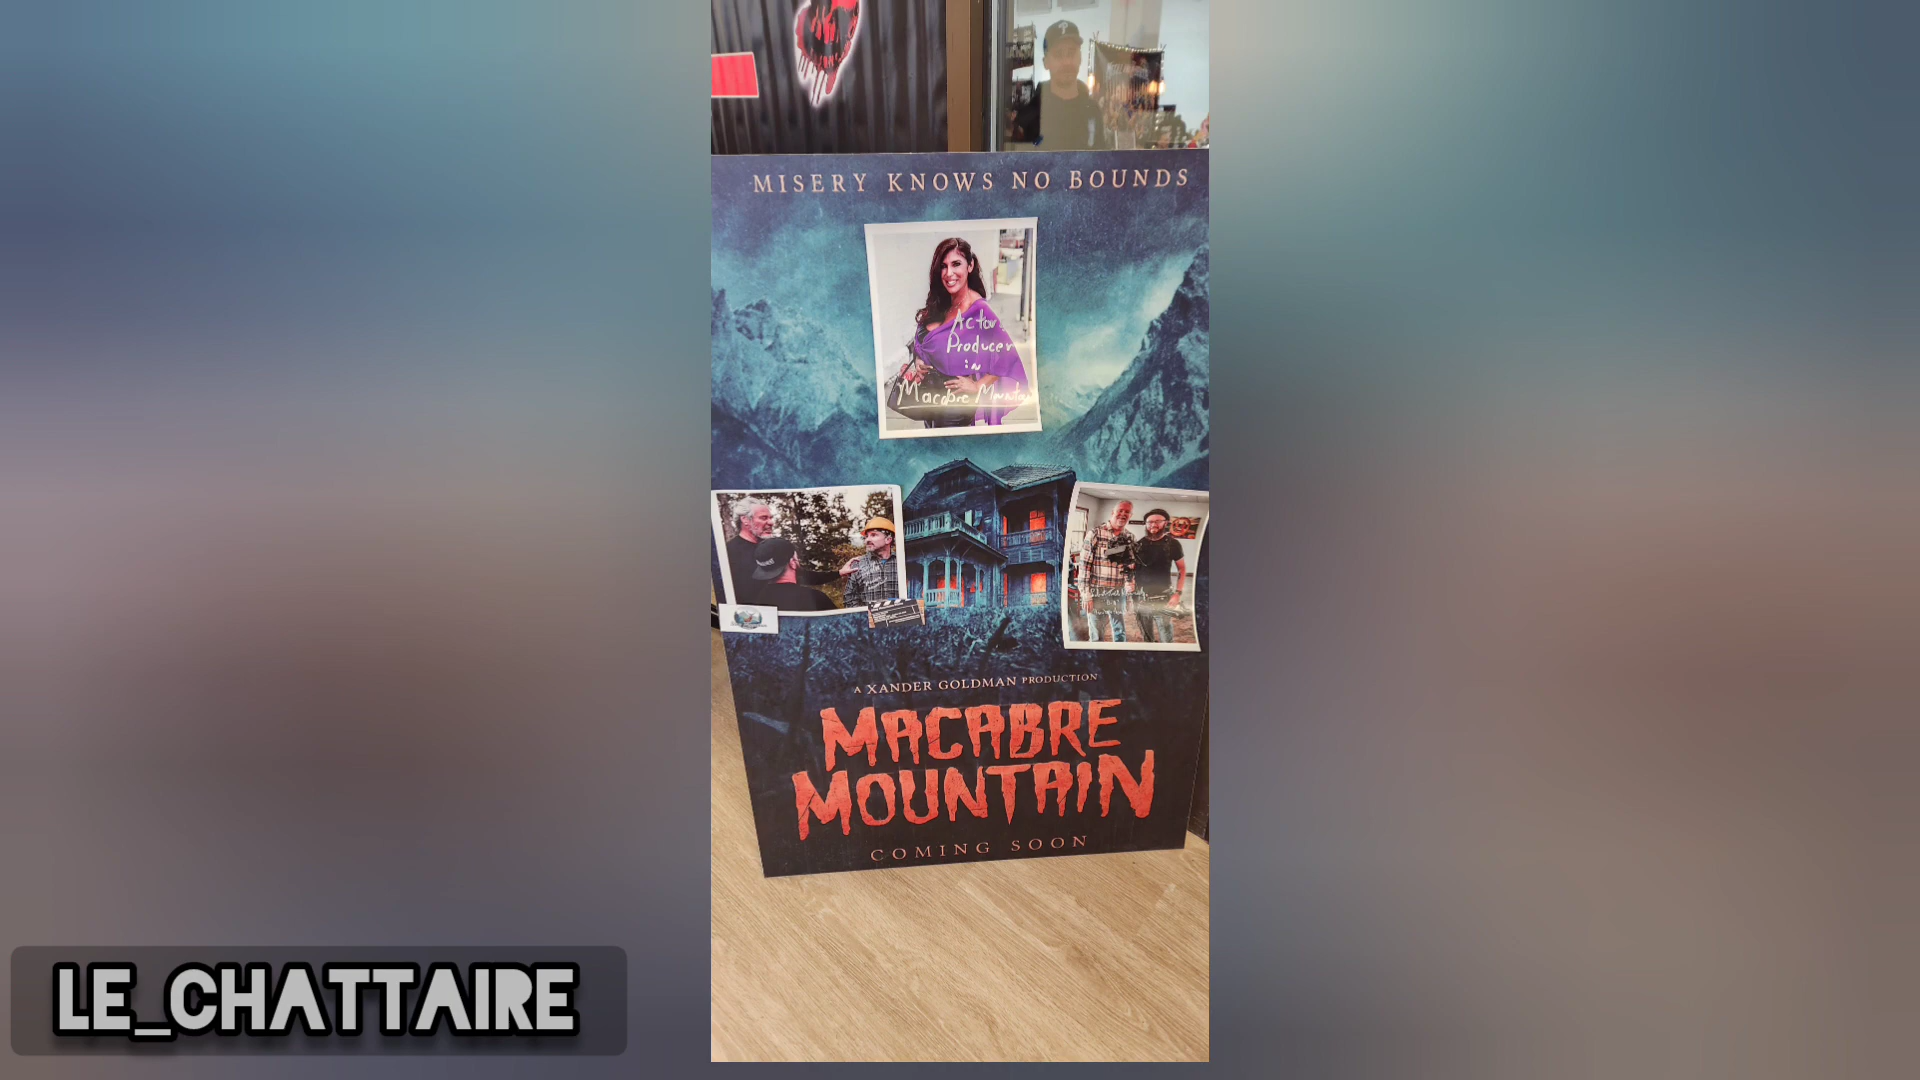 MISERY KNOWS NO BOUNDS
Actor
Producer
in
Macabre Mountain
A XANDER GOLDMAN PRODUCTION
MACABRE
MOUNTAIN
COMING SOON
LE_CHATTAIRE